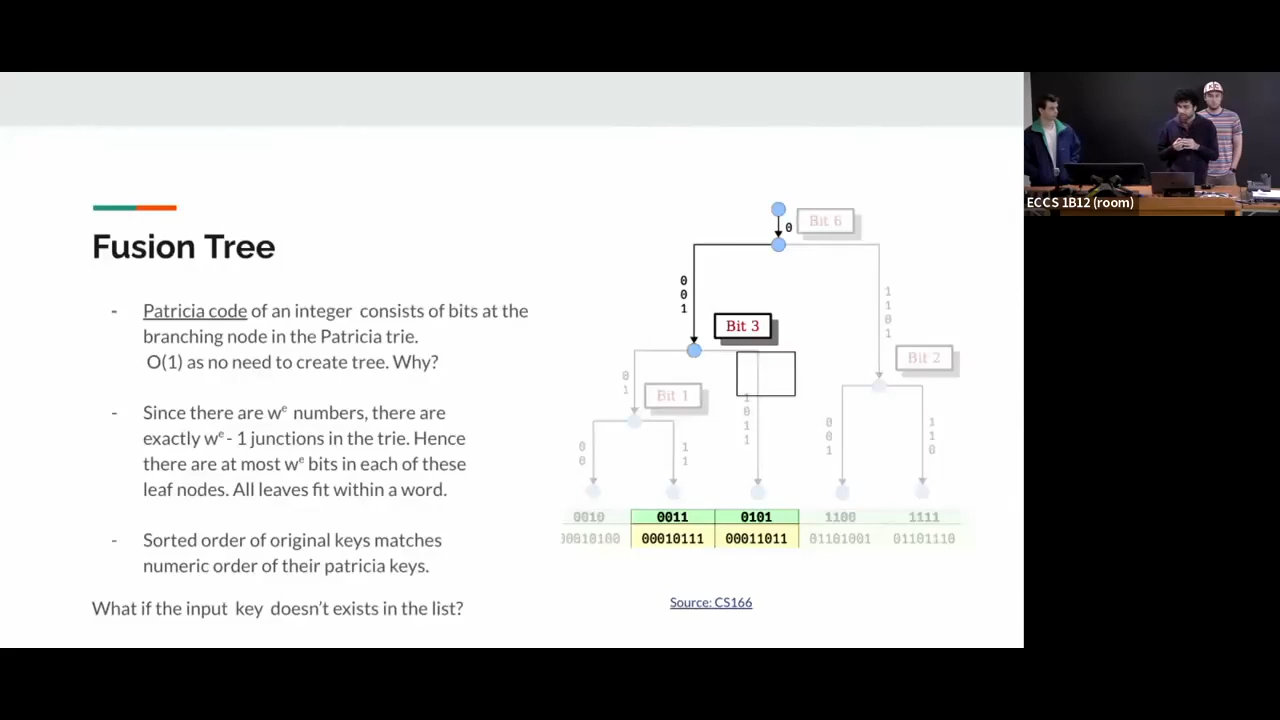 Fusion Tree
- Patricia code of an integer consists of bits at the
branching node in the Patricia trie.
O(1) as no need to create tree. Why?
- Since there are wᵉ numbers, there are
exactly wᵉ- 1 junctions in the trie. Hence
there are at most wᵉ bits in each of these
leaf nodes. All leaves fit within a word.
- Sorted order of original keys matches
numeric order of their patricia keys.
What if the input key doesn't exists in the list?
Bit 6
0
0
0
1
1
1
0
1
Bit 3
Bit 2
0
1
Bit 1
1
0
1
1
0
0
1
1
0
0
1
1
1
0
0010 0011 0101 1100 1111
00010100 00010111 00011011 01101001 01101110
Source: CS166
ECCS 1B12 (room)